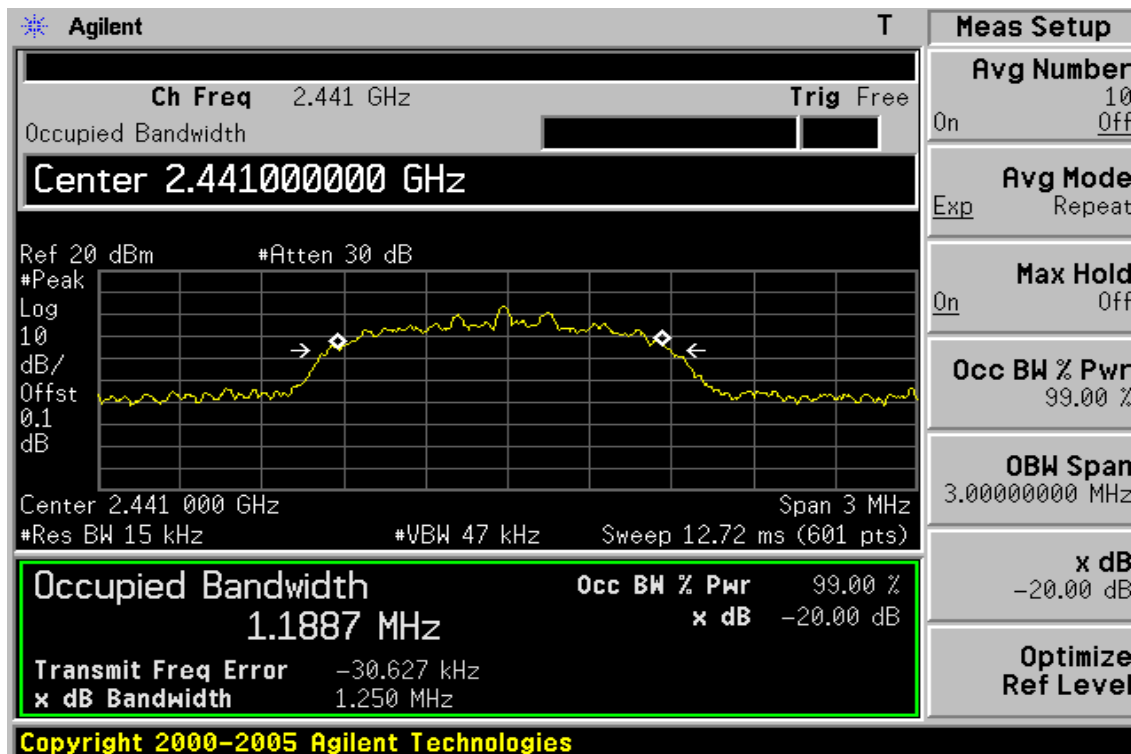 Agilent T
Ch Freq 2.441 GHz Trig Free
Occupied Bandwidth
Center 2.441000000 GHz
Ref 20 dBm #Atten 30 dB
#Peak
Log
10
dB/
Offst
0.1
dB
Center 2.441 000 GHz Span 3 MHz
#Res BW 15 kHz #VBW 47 kHz Sweep 12.72 ms (601 pts)
Occupied Bandwidth
1.1887 MHz
Occ BW % Pwr 99.00 %
x dB -20.00 dB
Transmit Freq Error -30.627 kHz
x dB Bandwidth 1.250 MHz
Meas Setup
Avg Number
10
On Off
Avg Mode
Exp Repeat
Max Hold
On Off
Occ BW % Pwr
99.00 %
OBW Span
3.00000000 MHz
x dB
-20.00 dB
Optimize
Ref Level
Copyright 2000-2005 Agilent Technologies